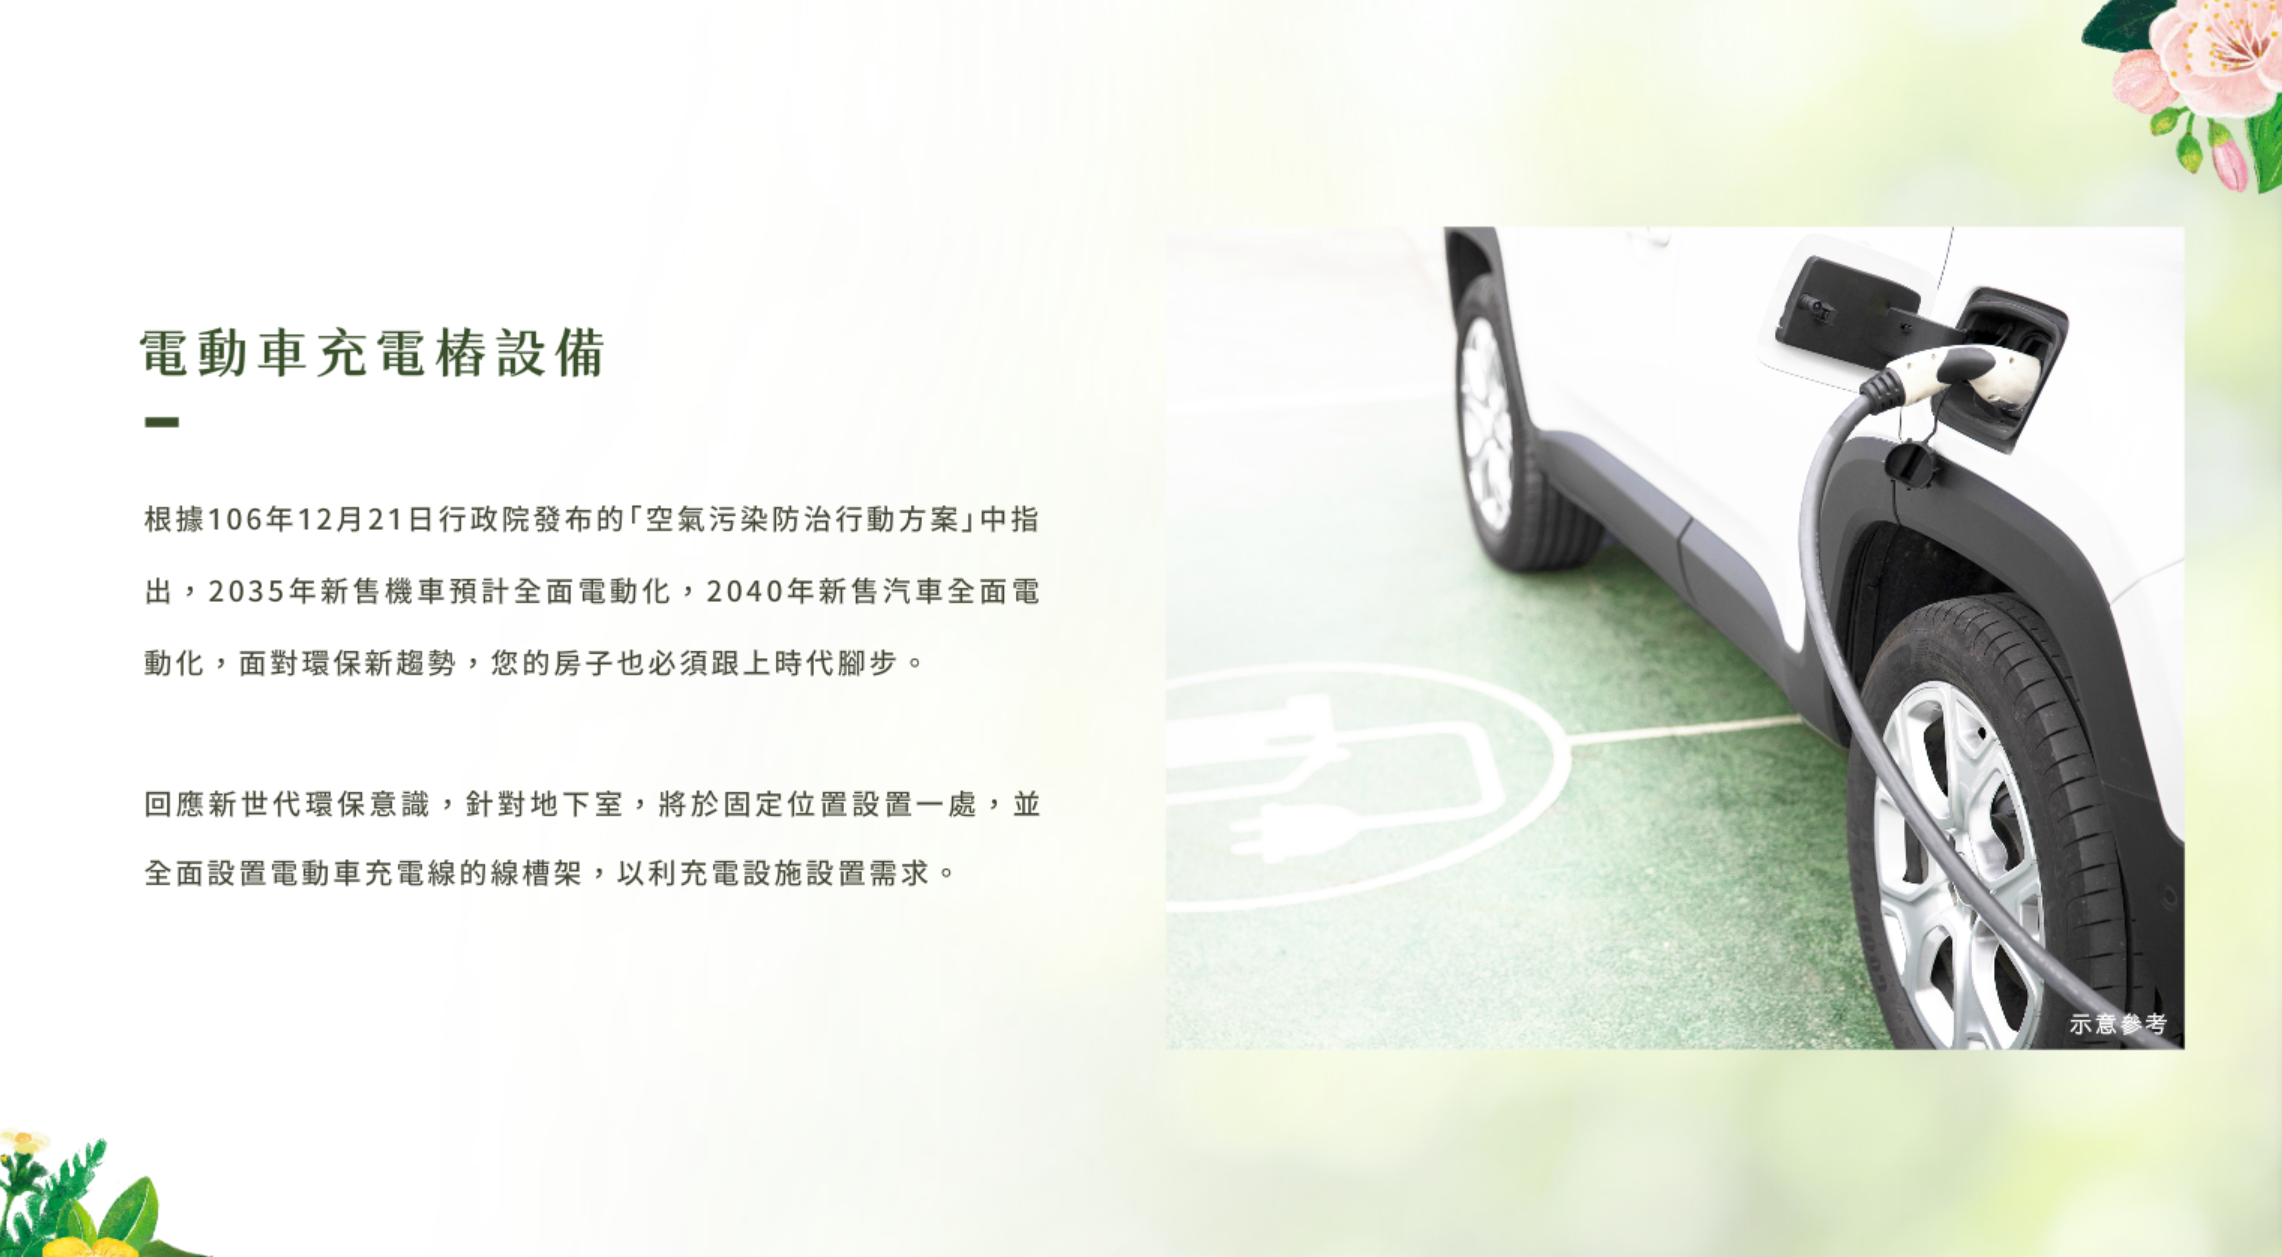 電動車充電樁設備
根據106年12月21日行政院發布的「空氣污染防治行動方案」中指
出，2035年新售機車預計全面電動化，2040年新售汽車全面電
動化，面對環保新趨勢，您的房子也必須跟上時代腳步。
回應新世代環保意識，針對地下室，將於固定位置設置一處，並
全面設置電動車充電線的線槽架，以利充電設施設置需求。
示意參考